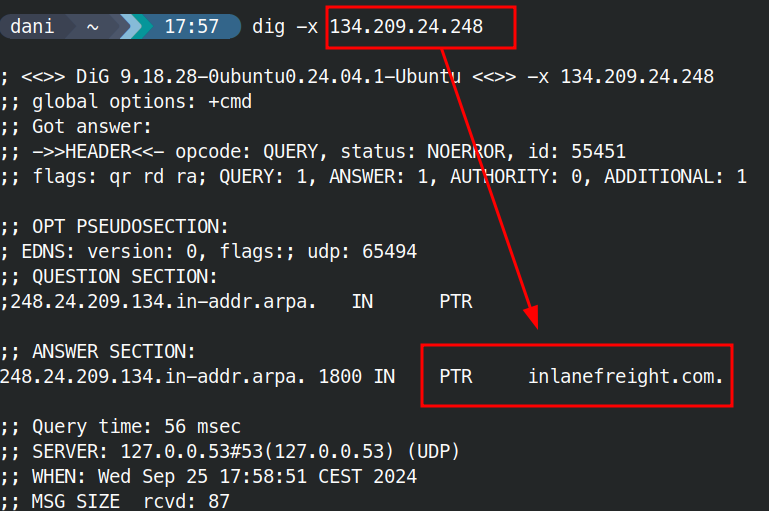 dani ~ 17:57 dig -x 134.209.24.248
; <<>> DiG 9.18.28-0ubuntu0.24.04.1-Ubuntu <<>> -x 134.209.24.248
;; global options: +cmd
;; Got answer:
;; ->>HEADER<<- opcode: QUERY, status: NOERROR, id: 55451
;; flags: qr rd ra; QUERY: 1, ANSWER: 1, AUTHORITY: 0, ADDITIONAL: 1
;; OPT PSEUDOSECTION:
; EDNS: version: 0, flags:; udp: 65494
;; QUESTION SECTION:
;248.24.209.134.in-addr.arpa. IN PTR
;; ANSWER SECTION:
248.24.209.134.in-addr.arpa. 1800 IN PTR inlanefreight.com.
;; Query time: 56 msec
;; SERVER: 127.0.0.53#53(127.0.0.53) (UDP)
;; WHEN: Wed Sep 25 17:58:51 CEST 2024
;; MSG SIZE rcvd: 87